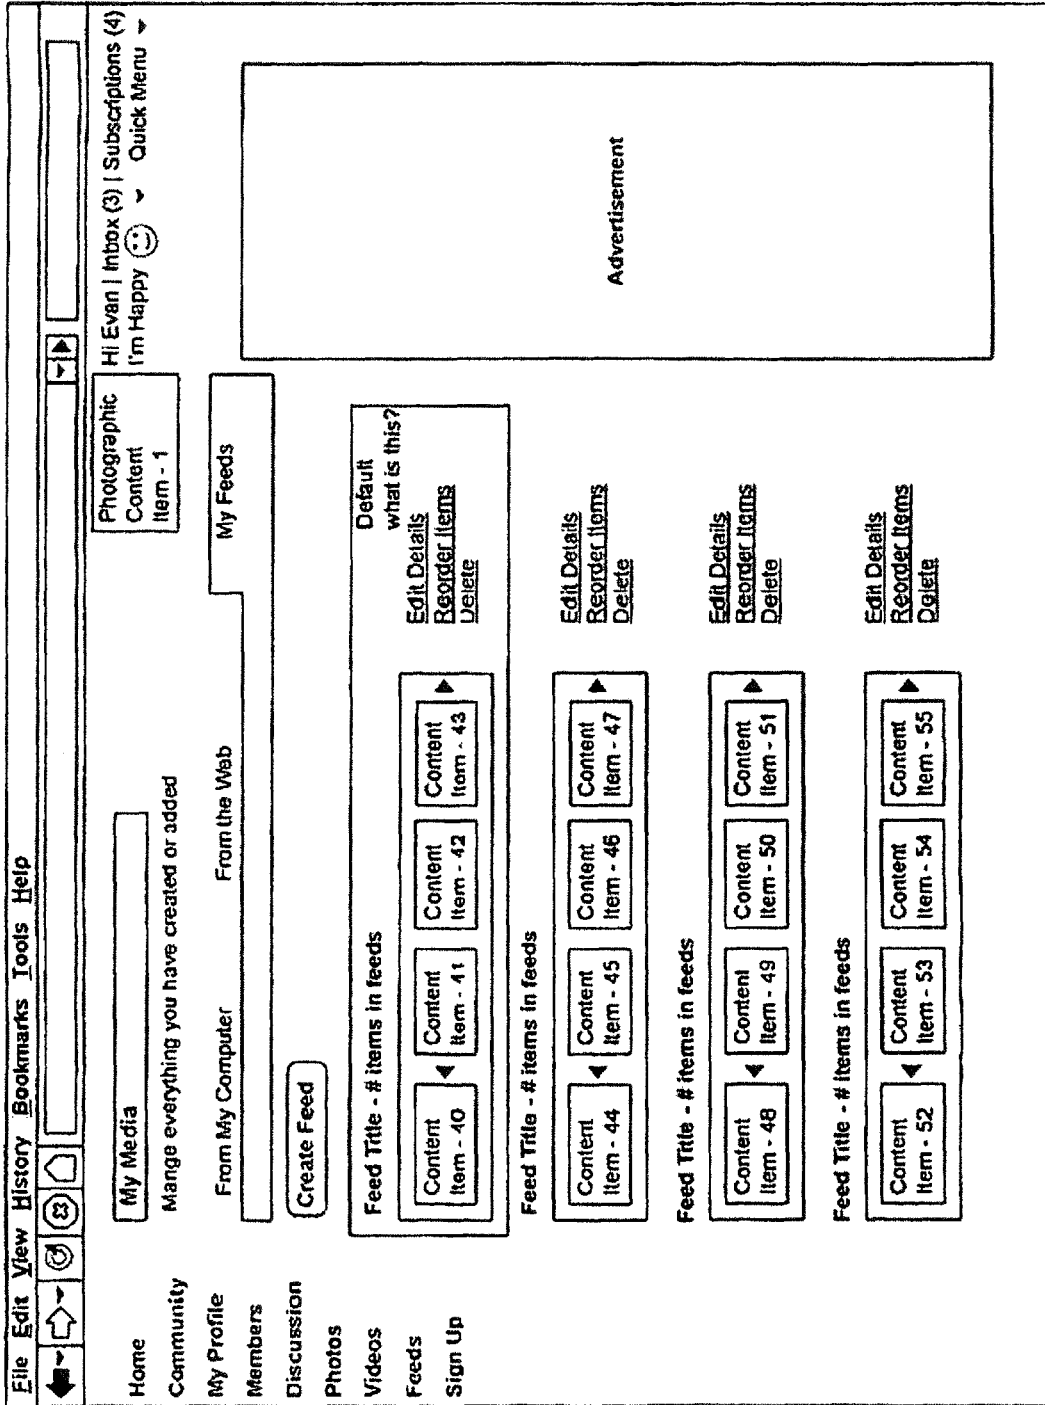 File Edit View History Bookmarks Tools Help
Hi Evan | Inbox (3) | Subscriptions (4)
I'm Happy Quick Menu
Photographic
Content
Item - 1
Home
Community
My Profile
Members
Discussion
Photos
Videos
Feeds
Sign Up
My Media
Mange everything you have created or added
From My Computer From the Web My Feeds
Create Feed
Default
what is this?
Feed Title - # items in feeds
Content
Item - 40
Content
Item - 41
Content
Item - 42
Content
Item - 43
Edit Details
Reorder Items
Delete
Feed Title - # items in feeds
Content
Item - 44
Content
Item - 45
Content
Item - 46
Content
Item - 47
Edit Details
Reorder Items
Delete
Feed Title - # items in feeds
Content
Item - 48
Content
Item - 49
Content
Item - 50
Content
Item - 51
Edit Details
Reorder Items
Delete
Feed Title - # items in feeds
Content
Item - 52
Content
Item - 53
Content
Item - 54
Content
Item - 55
Edit Details
Reorder Items
Delete
Advertisement